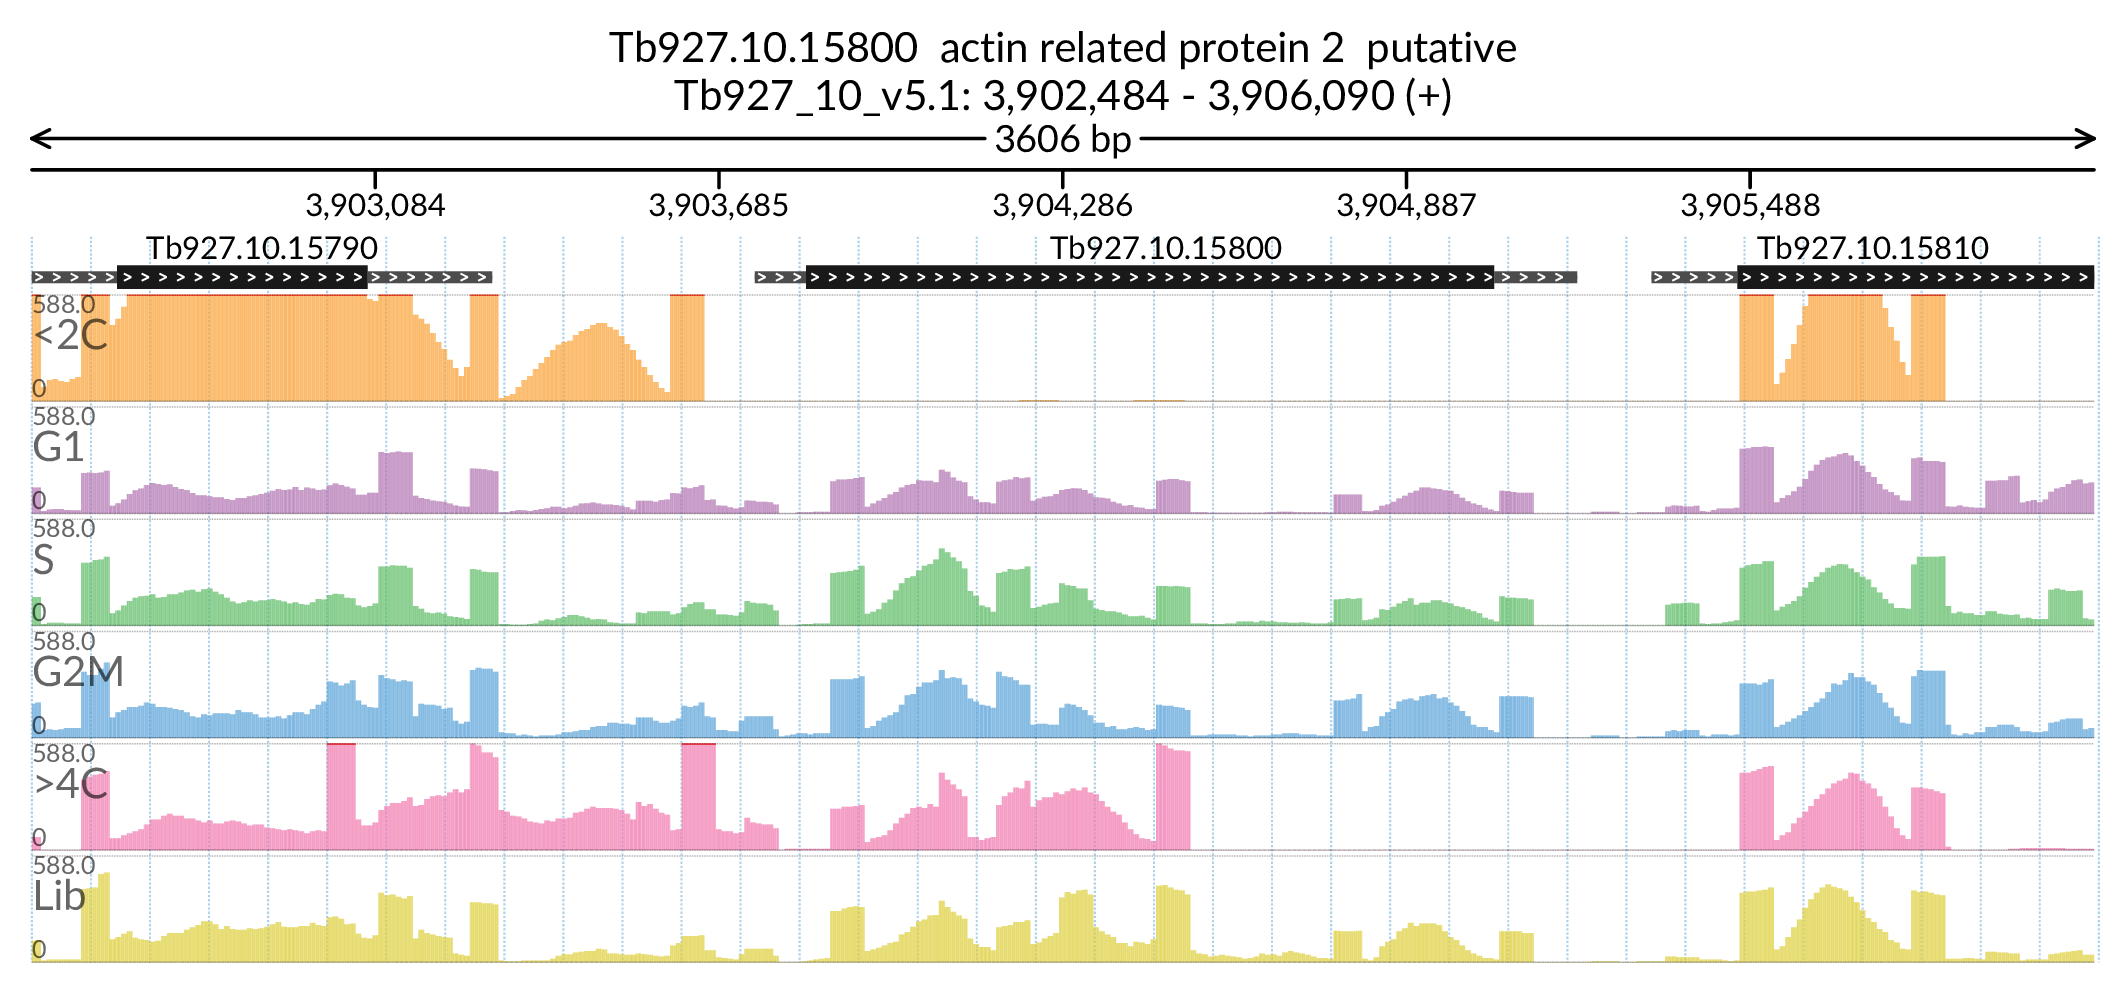 Tb927.10.15800  actin related protein 2  putative
Tb927_10_v5.1: 3,902,484 - 3,906,090 (+)
3606 bp
3,903,084 3,903,685 3,904,286 3,904,887 3,905,488
Tb927.10.15790 Tb927.10.15800 Tb927.10.15810
588.0
<2C
0
588.0
G1
0
588.0
S
0
588.0
G2M
0
588.0
>4C
0
588.0
Lib
0